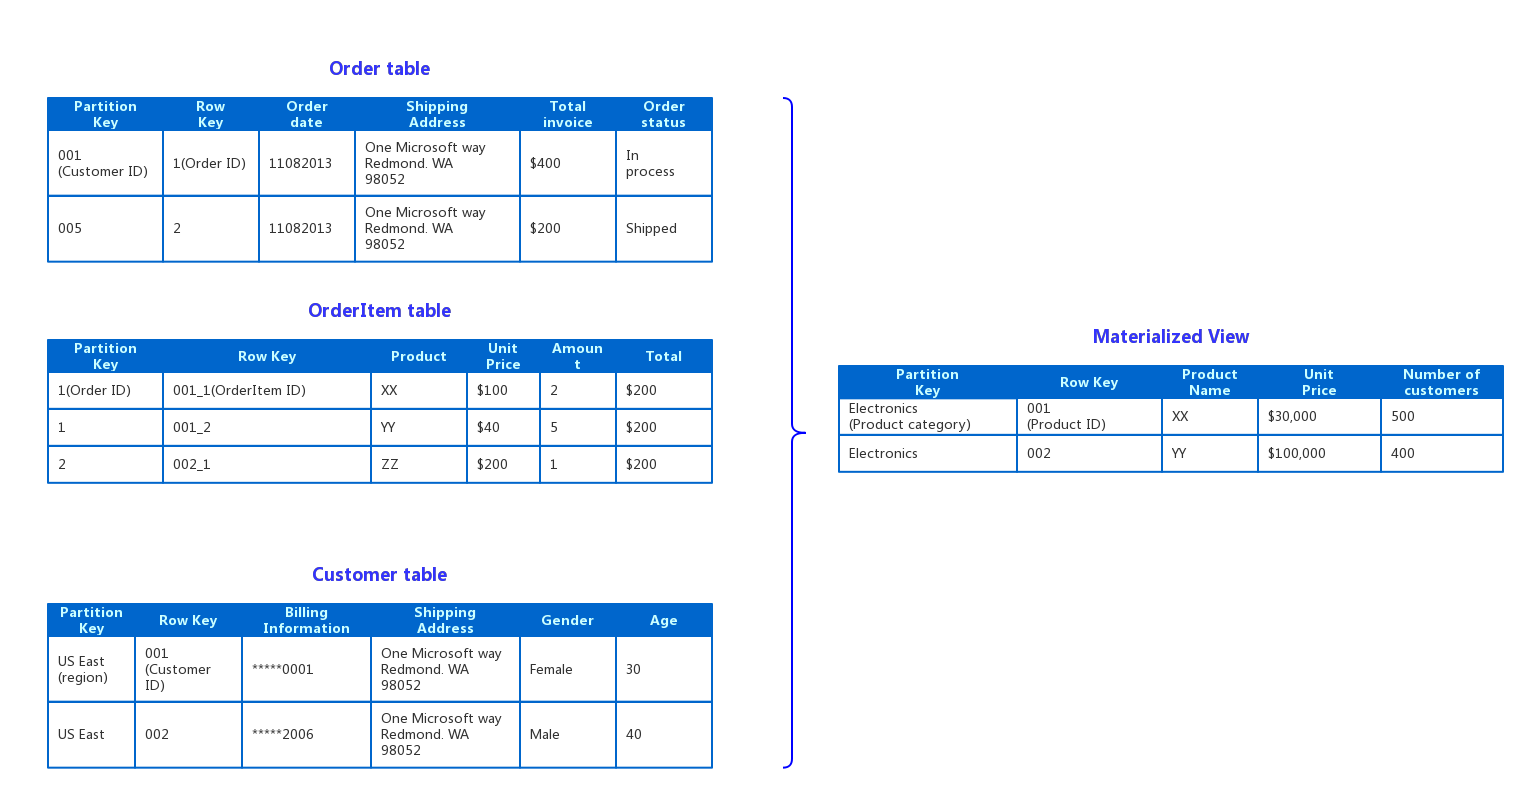 Order table
Partition
Key
Row
Key
Order
date
Shipping
Address
Total
invoice
Order
status
001
(Customer ID)
1(Order ID)
11082013
One Microsoft way
Redmond. WA
98052
$400
In
process
005
2
11082013
One Microsoft way
Redmond. WA
98052
$200
Shipped
OrderItem table
Partition
Key
Row Key
Product
Unit
Price
Amoun
t
Total
1(Order ID)
001_1(OrderItem ID)
XX
$100
2
$200
1
001_2
YY
$40
5
$200
2
002_1
ZZ
$200
1
$200
Customer table
Partition
Key
Row Key
Billing
Information
Shipping
Address
Gender
Age
US East
(region)
001
(Customer
ID)
*****0001
One Microsoft way
Redmond. WA
98052
Female
30
US East
002
*****2006
One Microsoft way
Redmond. WA
98052
Male
40
Materialized View
Partition
Key
Row Key
Product
Name
Unit
Price
Number of
customers
Electronics
(Product category)
001
(Product ID)
XX
$30,000
500
Electronics
002
YY
$100,000
400